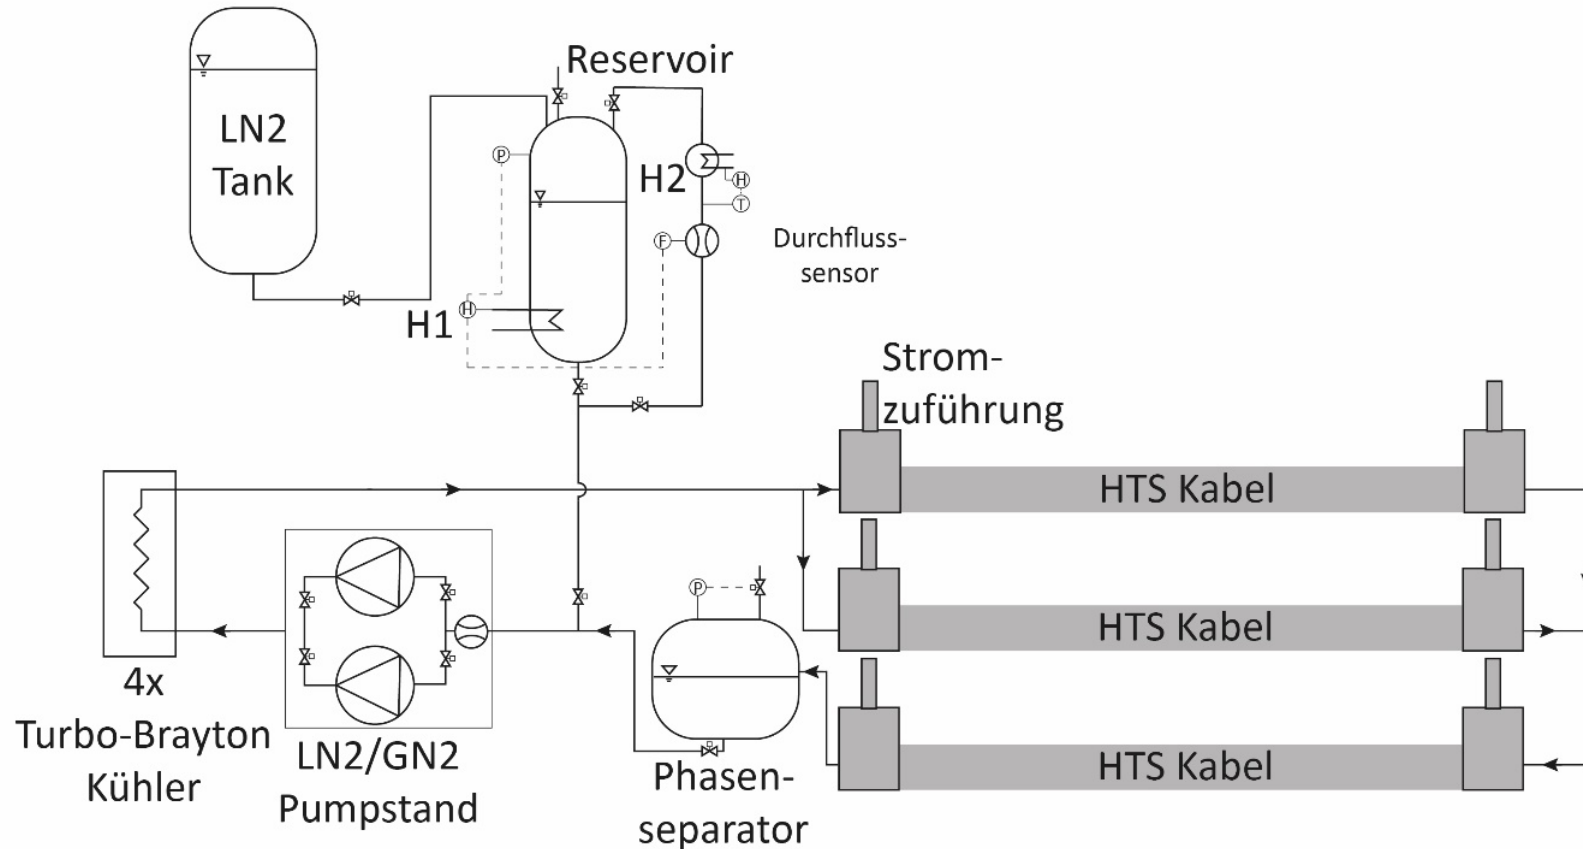 Reservoir
LN2
Tank
P
H2
H
T
F
Durchfluss-
sensor
H
H1
Strom-
zuführung
HTS Kabel
HTS Kabel
HTS Kabel
P
4x
Turbo-Brayton
Kühler
LN2/GN2
Pumpstand
Phasen-
separator